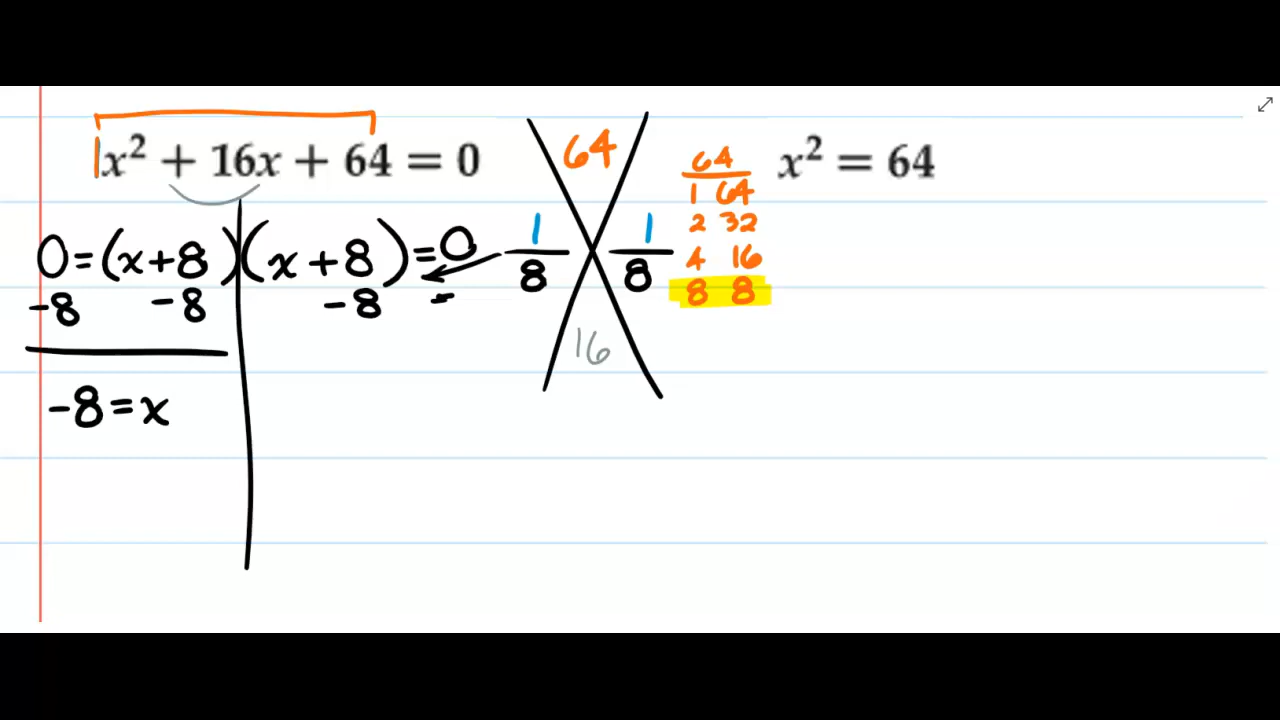 1x² + 16x + 64 = 0
0=(x+8)(x+8)=0
-8 -8 -8 -
-8=x
64
1 1
8 8
16
64
1 64
2 32
4 16
8 8
x² = 64